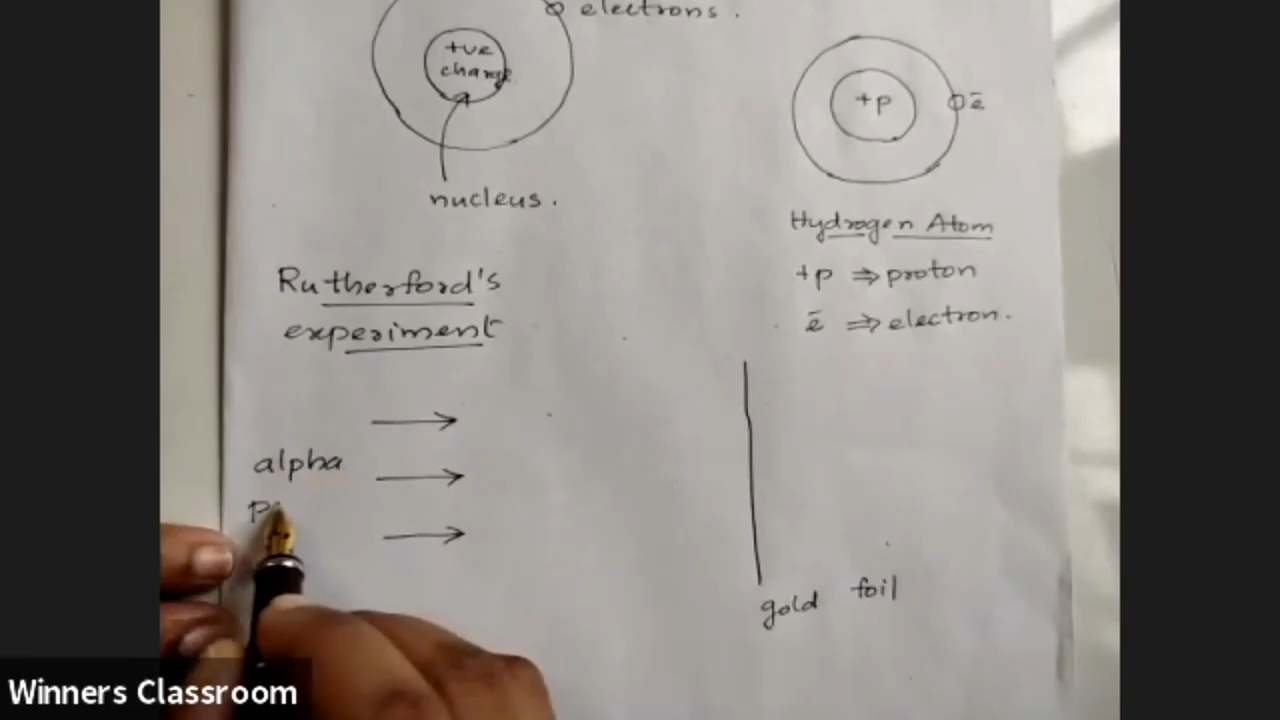 electrons.
+ve
charge
nucleus.
+p
ē
Hydrogen Atom
+p ⇒ proton
ē ⇒ electron.
Rutherford's
experiment
alpha
gold foil
Winners Classroom